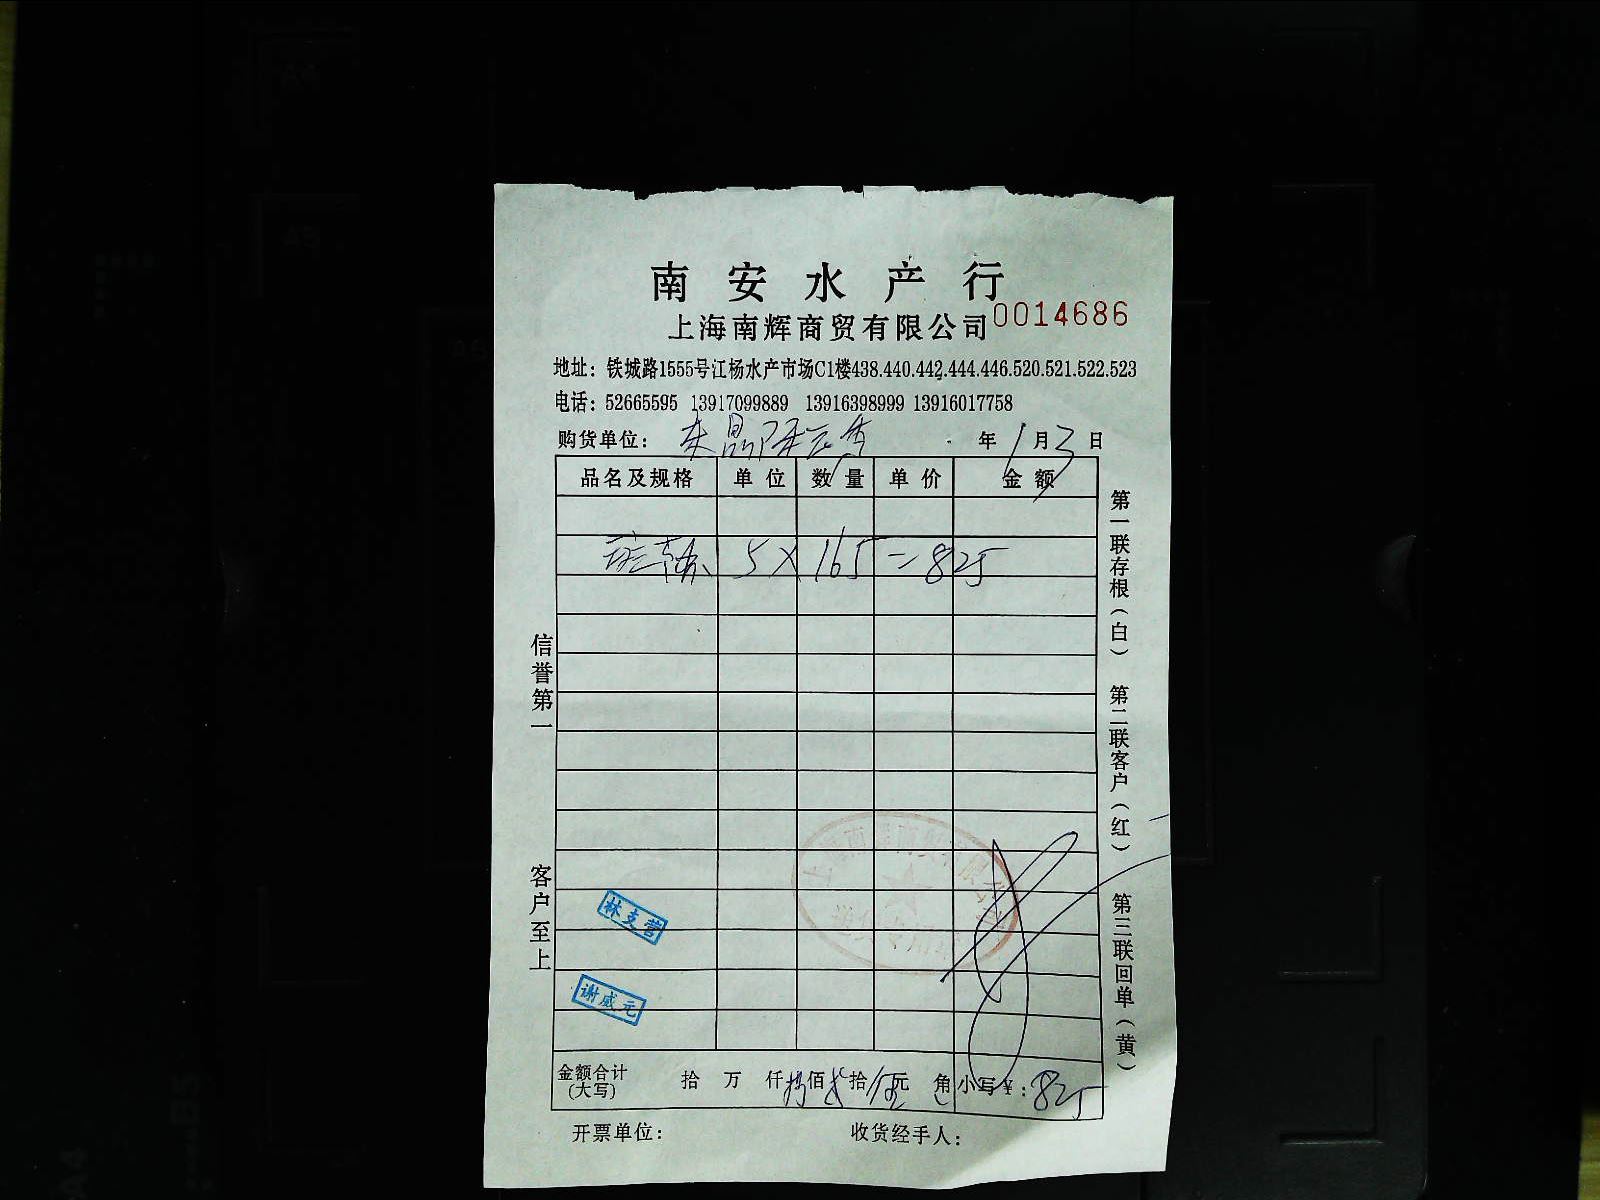 南安水产行
上海南辉商贸有限公司 0014686
地址：铁城路1555号江杨水产市场C1楼438.440.442.444.446.520.521.522.523
电话：52665595 13917099889 13916398999 13916017758
购货单位： 年1月3日
品名及规格 单位 数量 单价 金额
5×165=825
信誉第一
客户至上
第一联存根（白）
第二联客户（红）
第三联回单（黄）
林支营
谢咸元
金额合计 拾 万 仟 捌佰 贰拾 伍元 角 小写￥：825
（大写）
开票单位： 收货经手人：